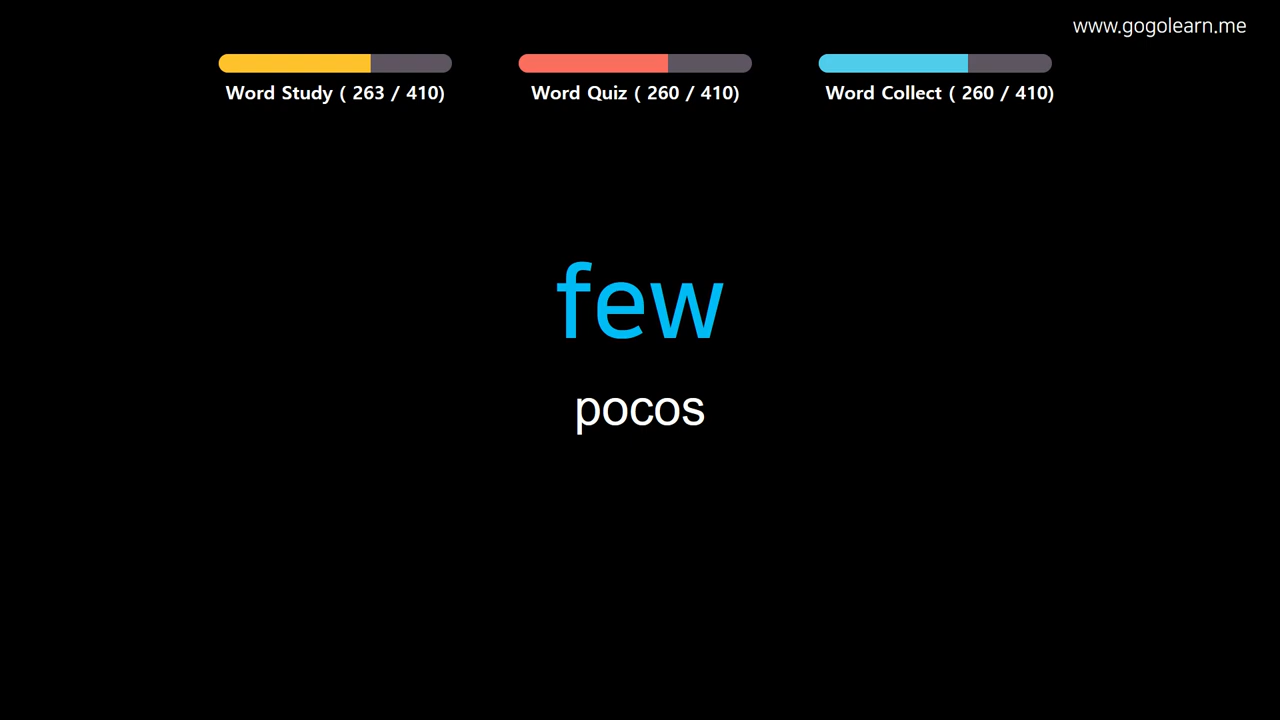 www.gogolearn.me
Word Study ( 263 / 410)
Word Quiz ( 260 / 410)
Word Collect ( 260 / 410)
few
pocos